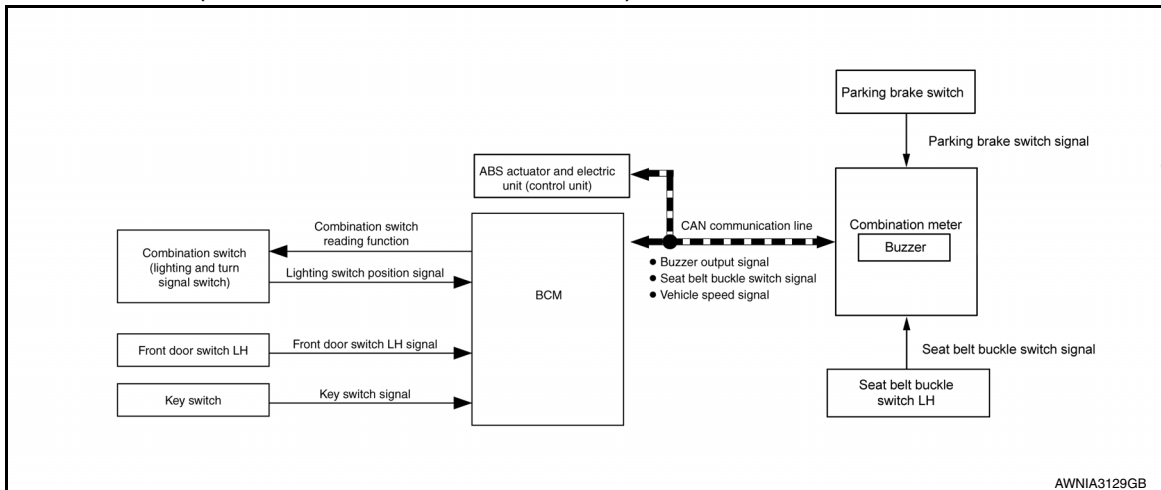 Parking brake switch
Parking brake switch signal
ABS actuator and electric
unit (control unit)
Combination switch
reading function
CAN communication line
Combination meter
Buzzer
Combination switch
(lighting and turn
signal switch)
Lighting switch position signal
● Buzzer output signal
● Seat belt buckle switch signal
● Vehicle speed signal
BCM
Front door switch LH
Front door switch LH signal
Seat belt buckle switch signal
Key switch
Key switch signal
Seat belt buckle
switch LH
AWNIA3129GB